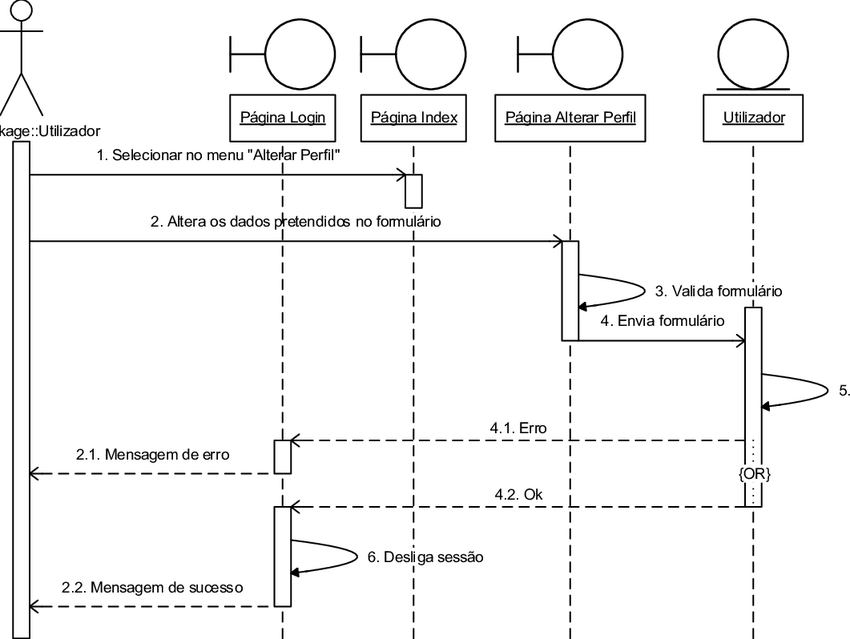 Página Login
Página Index
Página Alterar Perfil
Utilizador
kage::Utilizador
1. Selecionar no menu "Alterar Perfil"
2. Altera os dados pretendidos no formulário
3. Valida formulário
4. Envia formulário
5.
4.1. Erro
2.1. Mensagem de erro
{OR}
4.2. Ok
6. Desliga sessão
2.2. Mensagem de sucesso